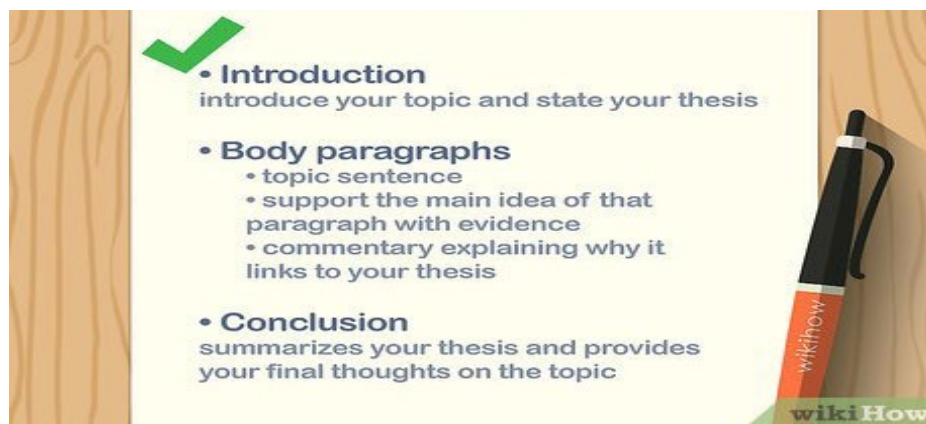 • Introduction
introduce your topic and state your thesis
• Body paragraphs
• topic sentence
• support the main idea of that
paragraph with evidence
• commentary explaining why it
links to your thesis
• Conclusion
summarizes your thesis and provides
your final thoughts on the topic
wikihow
wikiHow